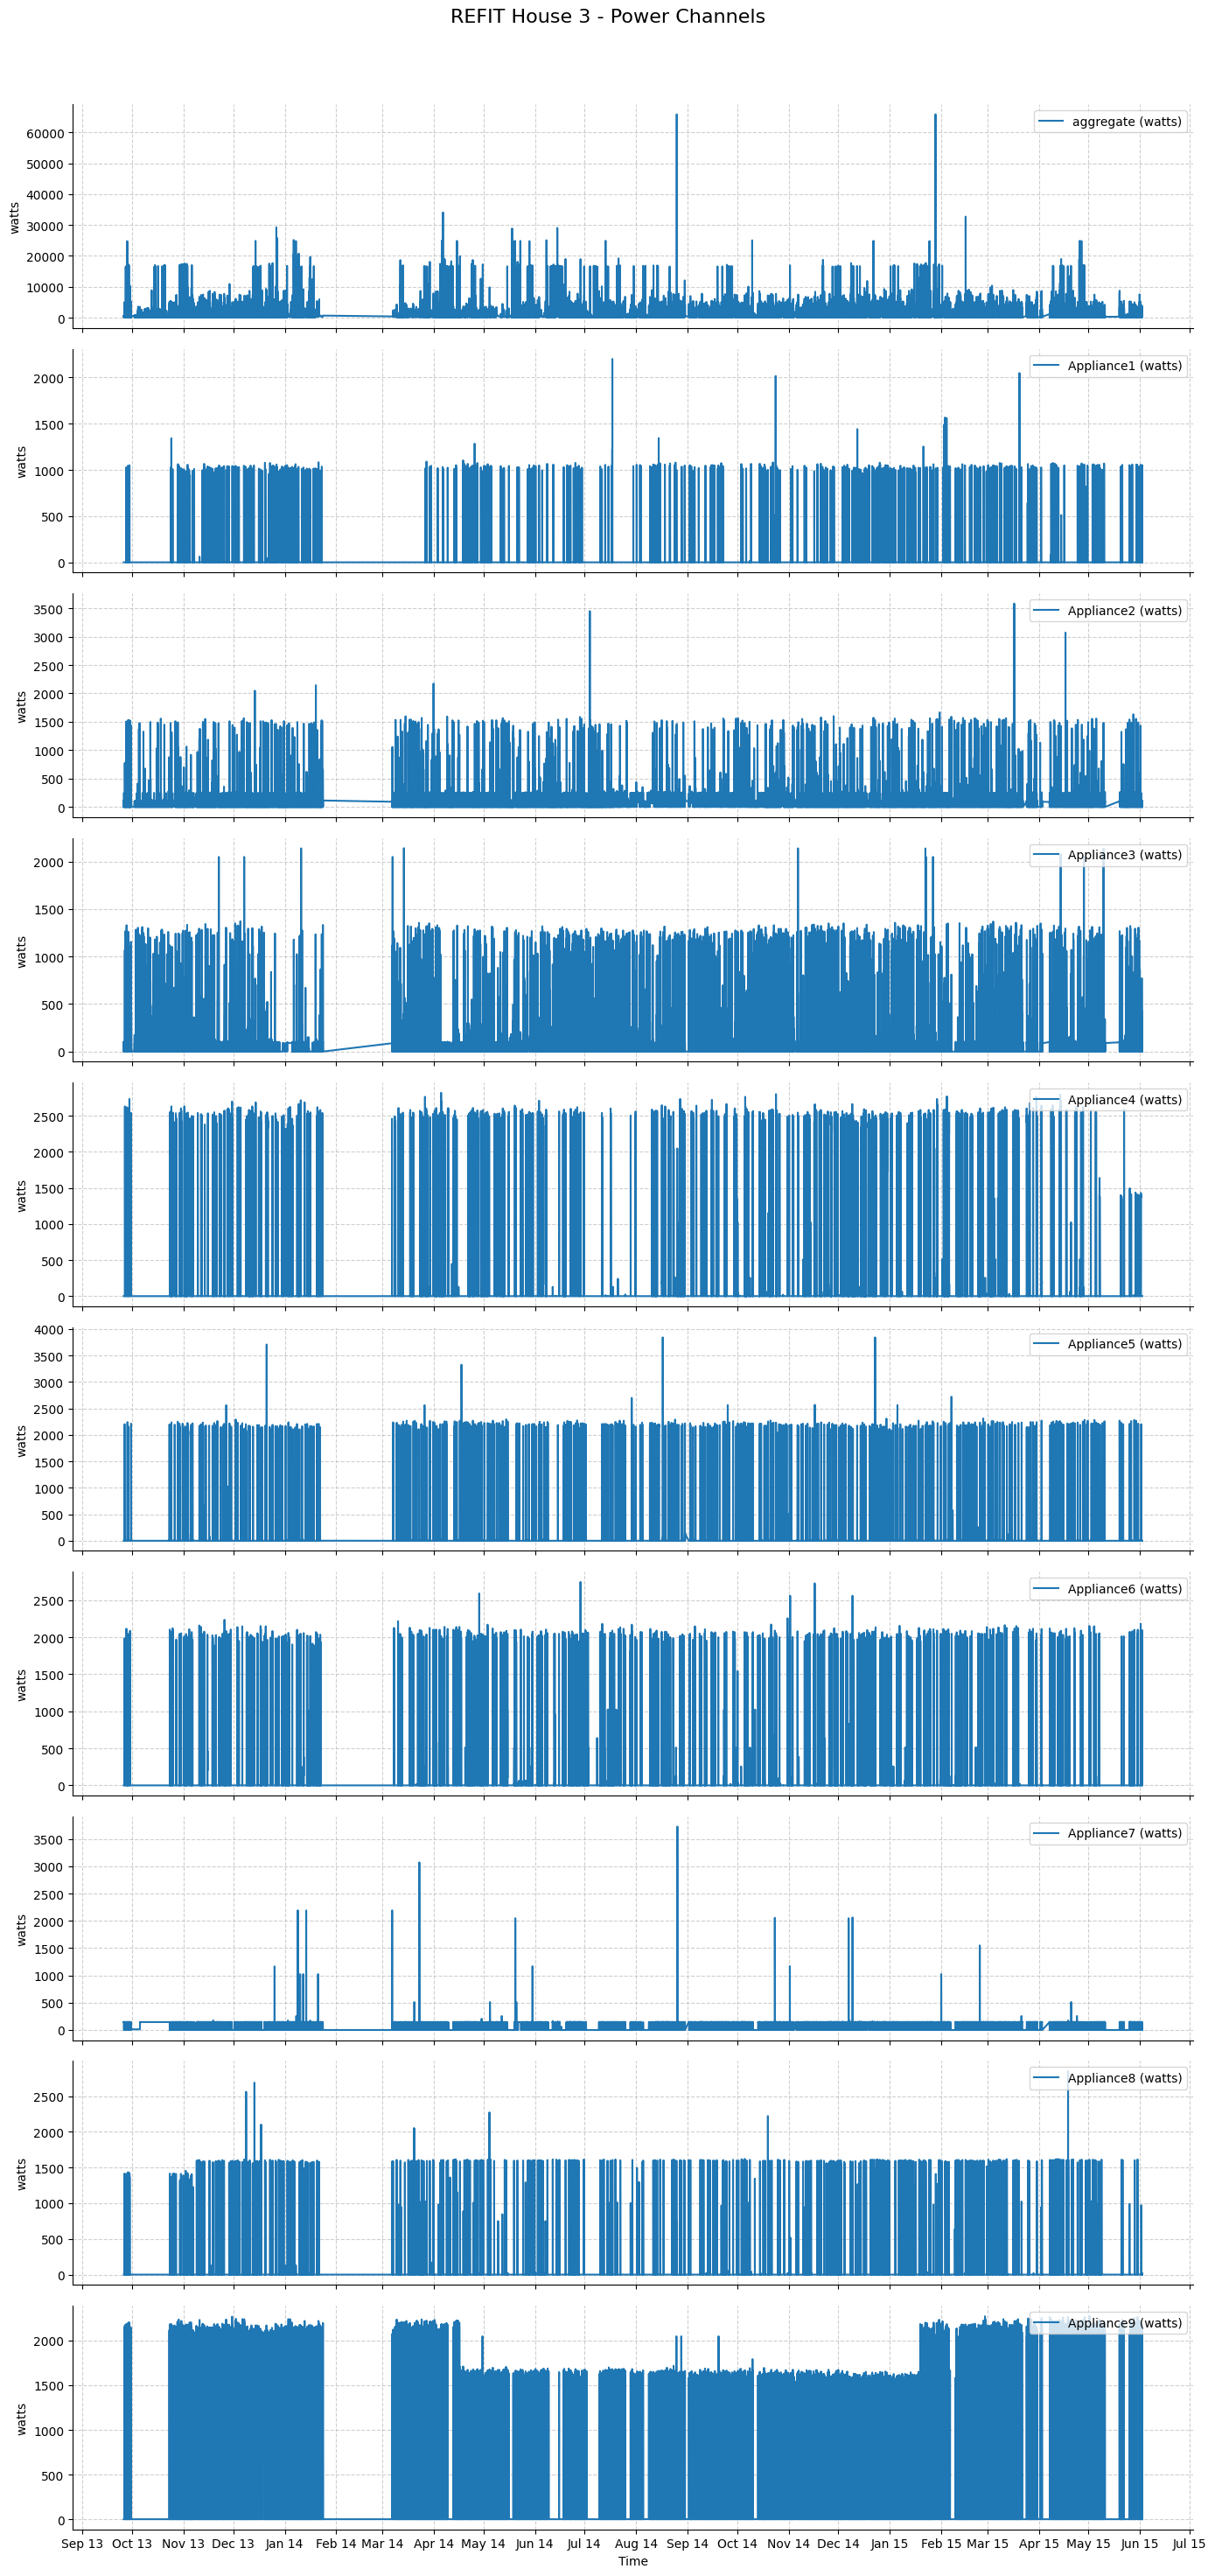 REFIT House 3 - Power Channels
aggregate (watts)
60000
50000
40000
30000
20000
10000
0
watts
Appliance1 (watts)
2000
1500
1000
500
0
watts
Appliance2 (watts)
3500
3000
2500
2000
1500
1000
500
0
watts
Appliance3 (watts)
2000
1500
1000
500
0
watts
Appliance4 (watts)
2500
2000
1500
1000
500
0
watts
Appliance5 (watts)
4000
3500
3000
2500
2000
1500
1000
500
0
watts
Appliance6 (watts)
2500
2000
1500
1000
500
0
watts
Appliance7 (watts)
3500
3000
2500
2000
1500
1000
500
0
watts
Appliance8 (watts)
2500
2000
1500
1000
500
0
watts
Appliance9 (watts)
2000
1500
1000
500
0
watts
Sep 13 Oct 13 Nov 13 Dec 13 Jan 14 Feb 14 Mar 14 Apr 14 May 14 Jun 14 Jul 14 Aug 14 Sep 14 Oct 14 Nov 14 Dec 14 Jan 15 Feb 15 Mar 15 Apr 15 May 15 Jun 15 Jul 15
Time